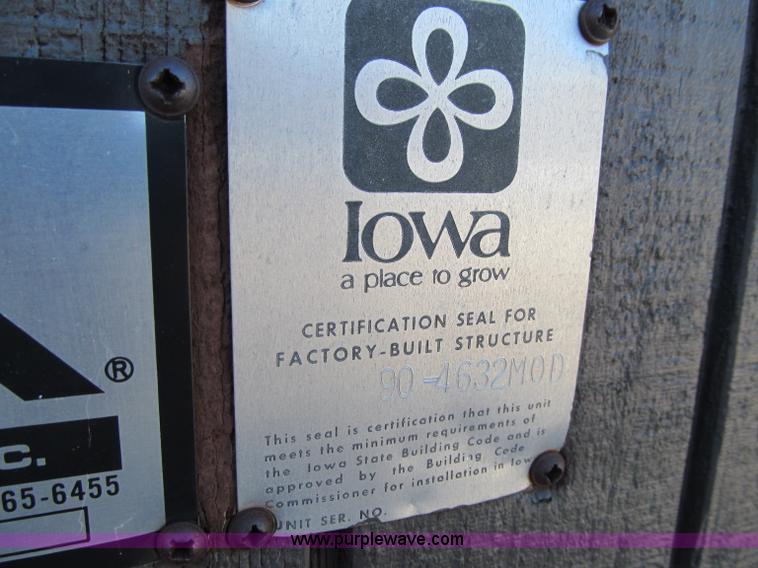 Iowa
a place to grow
CERTIFICATION SEAL FOR
FACTORY-BUILT STRUCTURE
90-4632MOD
This seal is certification that this unit
meets the minimum requirements of
the Iowa State Building Code and is
approved by the Building Code
Commissioner for installation in Iowa
UNIT SER. NO.
®
C.
65-6455
www.purplewave.com